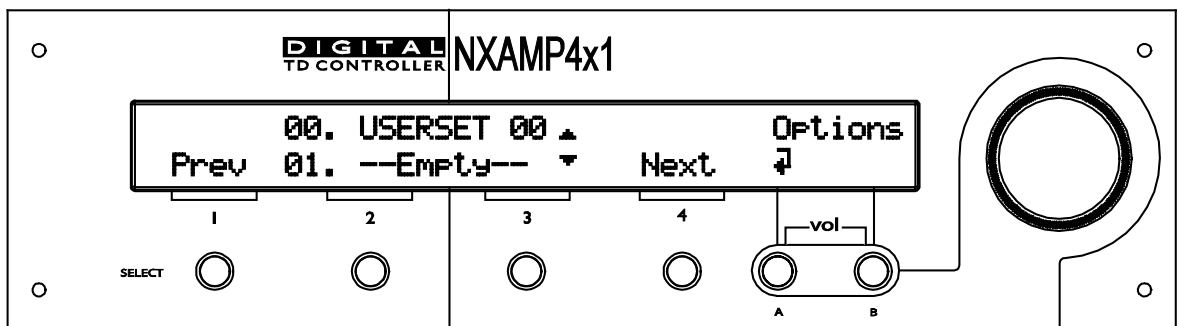 DIGITAL
TD CONTROLLER
NXAMP4x1
00. USERSET 00 Options
Prev 01. --Empty-- Next
1 2 3 4
vol
SELECT
A B